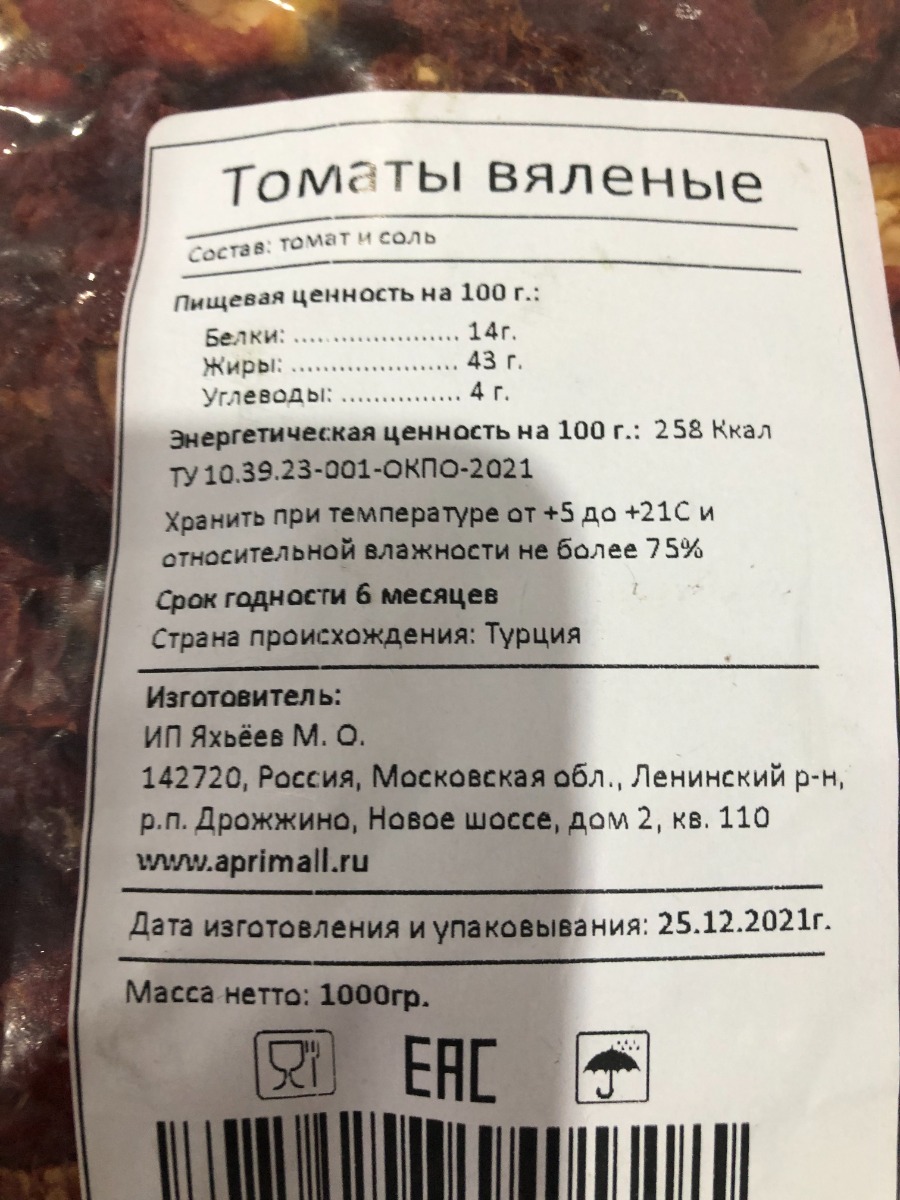 Томаты вяленые
Состав: томат и соль
Пищевая ценность на 100 г.:
Белки: .................... 14г.
Жиры: .................... 43 г.
Углеводы: .............. 4 г.
Энергетическая ценность на 100 г.: 258 Ккал
ТУ 10.39.23-001-ОКПО-2021
Хранить при температуре от +5 до +21С и
относительной влажности не более 75%
Срок годности 6 месяцев
Страна происхождения: Турция
Изготовитель:
ИП Яхьёев М. О.
142720, Россия, Московская обл., Ленинский р-н,
р.п. Дрожжино, Новое шоссе, дом 2, кв. 110
www.aprimall.ru
Дата изготовления и упаковывания: 25.12.2021г.
Масса нетто: 1000гр.
EAC